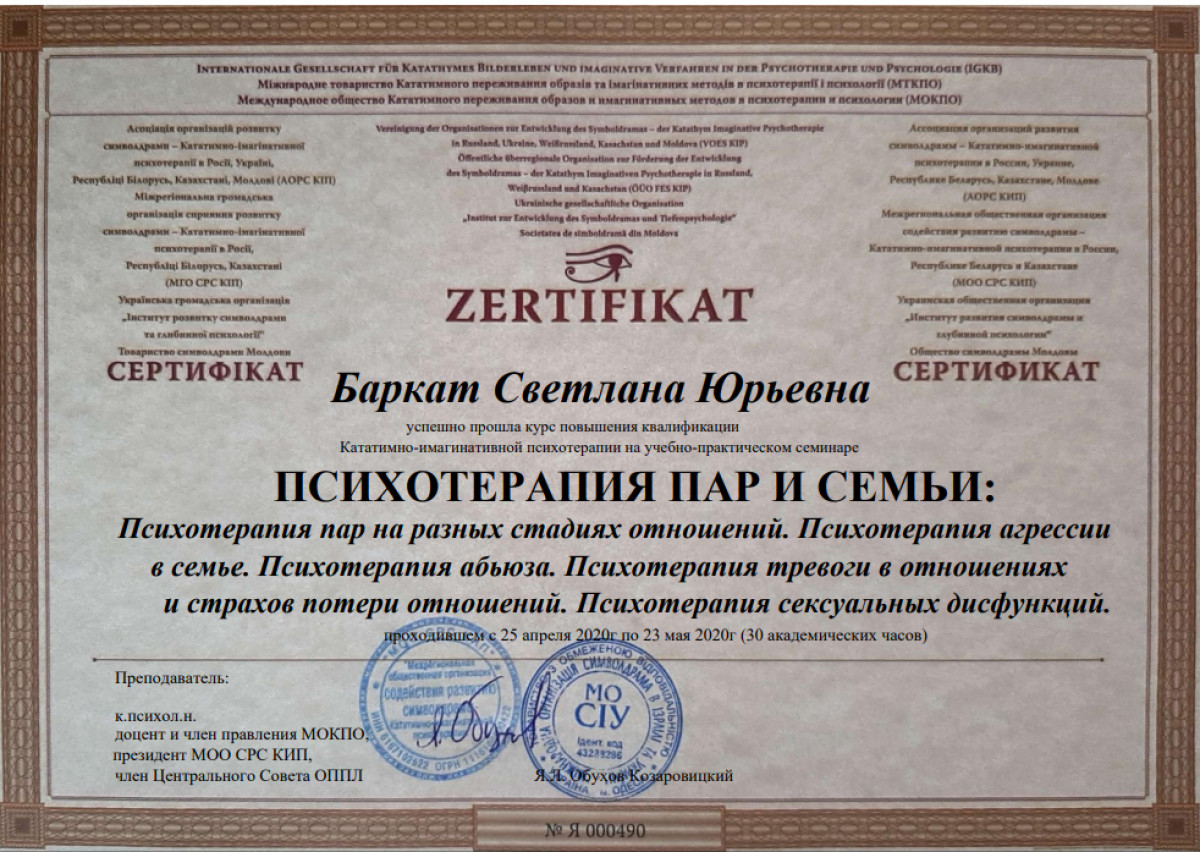 Internationale Gesellschaft für Katathymes Bilderleben und imaginative Verfahren in der Psychotherapie und Psychologie (IGKB)
Міжнародне товариство Кататимного переживання образів та імагінативних методів в психотерапії і психології (МТКПО)
Международное общество Кататимного переживания образов и имагинативных методов в психотерапии и психологии (МОКПО)
Асоціація організацій розвитку
символдрами – Кататимно-імагінативної
психотерапії в Росії, Україні,
Республіці Білорусь, Казахстані, Молдові (АОРС КІП)
Міжрегіональна громадська
організація сприяння розвитку
символдрами – Кататимно-імагінативної
психотерапії в Росії,
Республіці Білорусь, Казахстані
(МГО СРС КІП)
Українська громадська організація
„Інститут розвитку символдрами
та глибинної психології"
Товариство символдрами Молдови
СЕРТИФІКАТ
Vereinigung der Organisationen zur Entwicklung des Symboldramas – der Katathym Imaginative Psychotherapie
in Russland, Ukraine, Weißrussland, Kasachstan und Moldova (VOES KIP)
Öffentliche überregionale Organisation zur Förderung der Entwicklung
des Symboldramas – der Katathym Imaginativen Psychotherapie in Russland,
Weißrussland und Kasachstan (ÖÜO FES KIP)
Ukrainische gesellschaftliche Organisation
„Institut zur Entwicklung des Symboldramas und Tiefenpsychologie"
Societatea de simboldramă din Moldova
ZERTIFIKAT
Ассоциация организаций развития
символдрамы – Кататимно-имагинативной
психотерапии в России, Украине,
Республике Беларусь, Казахстане, Молдове
(АОРС КИП)
Межрегиональная общественная организация
содействия развитию символдрамы –
Кататимно-имагинативной психотерапии в России,
Республике Беларусь и Казахстане
(МОО СРС КИП)
Украинская общественная организация
„Институт развития символдрамы и
глубинной психологии"
Общество символдрамы Молдовы
СЕРТИФИКАТ
Баркат Светлана Юрьевна
успешно прошла курс повышения квалификации
Кататимно-имагинативной психотерапии на учебно-практическом семинаре
ПСИХОТЕРАПИЯ ПАР И СЕМЬИ:
Психотерапия пар на разных стадиях отношений. Психотерапия агрессии
в семье. Психотерапия абьюза. Психотерапия тревоги в отношениях
и страхов потери отношений. Психотерапия сексуальных дисфункций.
проходившем с 25 апреля 2020г по 23 мая 2020г (30 академических часов)
Преподаватель:
к.психол.н.
доцент и член правления МОКПО,
президент МОО СРС КИП,
член Центрального Совета ОППЛ
Я.Л. Обухов Козаровицкий
"Межрегиональная
общественная организация
содействия развитию
символдрамы
МО
СІУ
Ідент. код
43239286
№ Я 000490